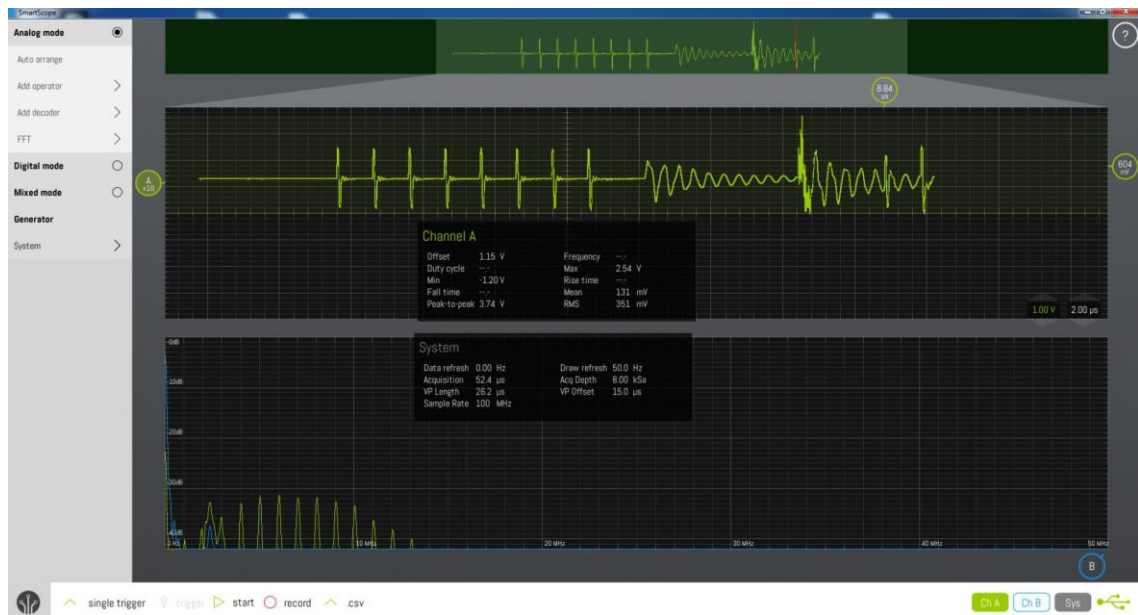 SmartScope
Analog mode
Auto arrange
Add operator
Add decoder
FFT
Digital mode
Mixed mode
Generator
System
?
8.84
A
x10
604
mV
Channel A
Offset 1.15 V Frequency --.-
Duty cycle --.- Max 2.54 V
Min -1.20 V Rise time --.-
Fall time --.- Mean 131 mV
Peak-to-peak 3.74 V RMS 351 mV
1.00 V 2.00 µs
System
Data refresh 0.00 Hz Draw refresh 50.0 Hz
Acquisition 52.4 µs Acq Depth 8.00 kSa
VP Length 26.2 µs VP Offset 15.0 µs
Sample Rate 100 MHz
-0dB
-10dB
-20dB
-30dB
-40dB
0 Hz 10 MHz 20 MHz 30 MHz 40 MHz 50 MHz
B
single trigger trigger start record .csv
Ch A Ch B Sys